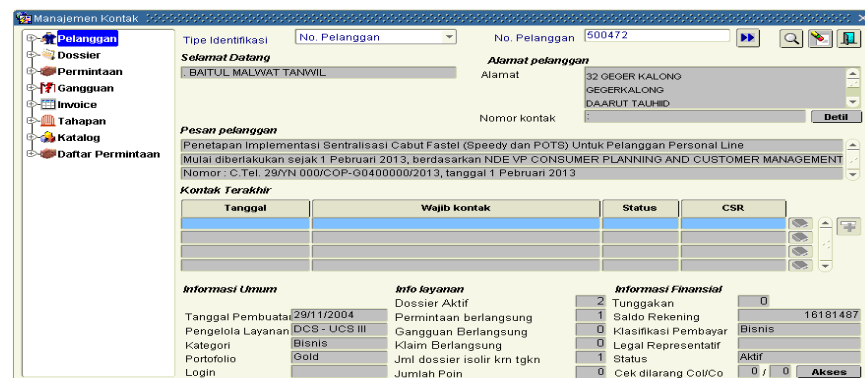 Manajemen Kontak
Pelanggan
Dossier
Permintaan
Gangguan
Invoice
Tahapan
Katalog
Daftar Permintaan
Tipe Identifikasi No. Pelanggan No. Pelanggan 500472
Selamat Datang Alamat pelanggan
. BAITUL MALWAT TANWIL Alamat 32 GEGER KALONG
GEGERKALONG
DAARUT TAUHIID
Nomor kontak : Detil
Pesan pelanggan
Penetapan Implementasi Sentralisasi Cabut Fastel (Speedy dan POTS) Untuk Pelanggan Personal Line
Mulai diberlakukan sejak 1 Pebruari 2013, berdasarkan NDE VP CONSUMER PLANNING AND CUSTOMER MANAGEMENT
Nomor : C.Tel. 29/YN 000/COP-G0400000/2013, tanggal 1 Pebruari 2013
Kontak Terakhir
Tanggal Wajib kontak Status CSR
Informasi Umum Info layanan Informasi Finansial
Dossier Aktif 2 Tunggakan 0
Tanggal Pembuatan 29/11/2004 Permintaan berlangsung 1 Saldo Rekening 16181487
Pengelola Layanan DCS - UCS III Gangguan Berlangsung 0 Klasifikasi Pembayar Bisnis
Kategori Bisnis Klaim Berlangsung 0 Legal Representatif
Portofolio Gold Jml dossier isolir krn tgkn 1 Status Aktif
Login Jumlah Poin 0 Cek dilarang Col/Co 0 / 0 Akses